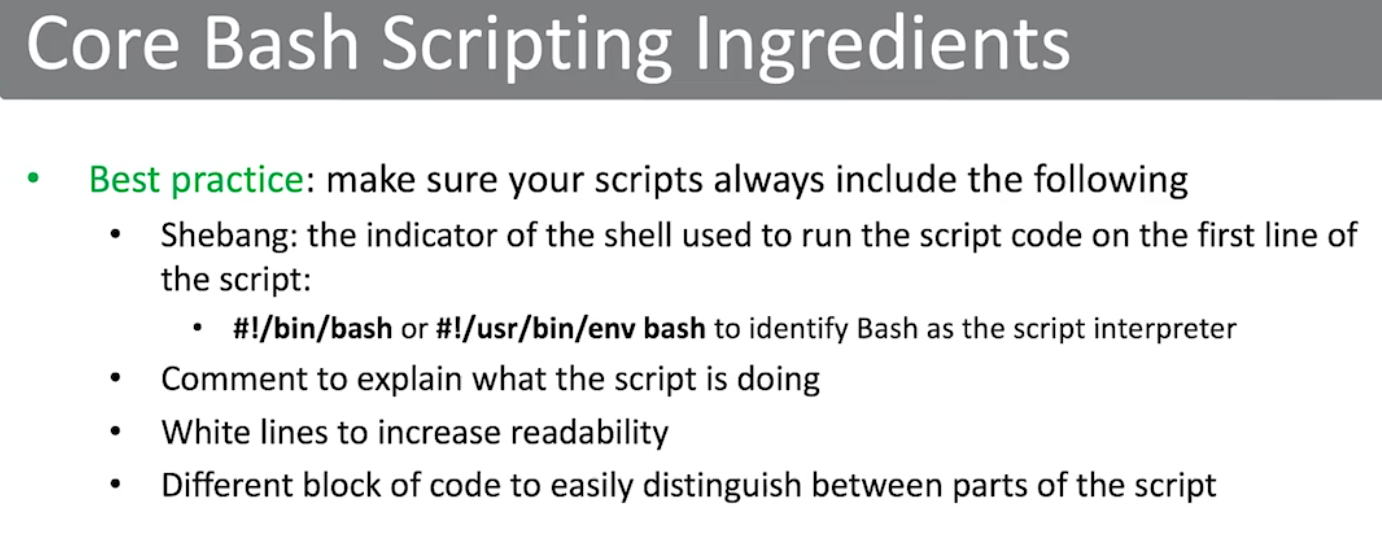 Core Bash Scripting Ingredients
• Best practice: make sure your scripts always include the following
• Shebang: the indicator of the shell used to run the script code on the first line of
the script:
• #!/bin/bash or #!/usr/bin/env bash to identify Bash as the script interpreter
• Comment to explain what the script is doing
• White lines to increase readability
• Different block of code to easily distinguish between parts of the script